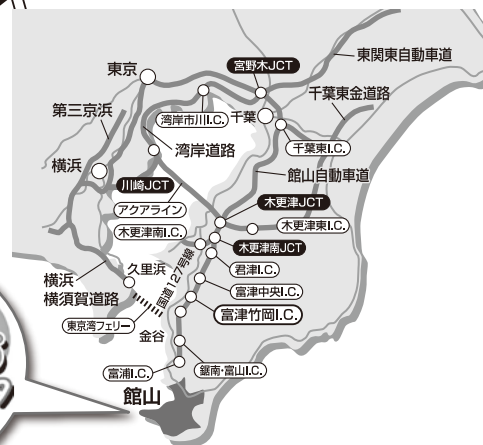 宮野木JCT
東関東自動車道
東京
千葉東金道路
第三京浜
湾岸市川I.C.
千葉
湾岸道路
千葉東I.C.
横浜
館山自動車道
川崎JCT
木更津JCT
アクアライン
木更津東I.C.
木更津南I.C.
木更津南JCT
国道127号線
君津I.C.
横浜
横須賀道路
久里浜
富津中央I.C.
富津竹岡I.C.
東京湾フェリー
金谷
富浦I.C.
鋸南・富山I.C.
館山